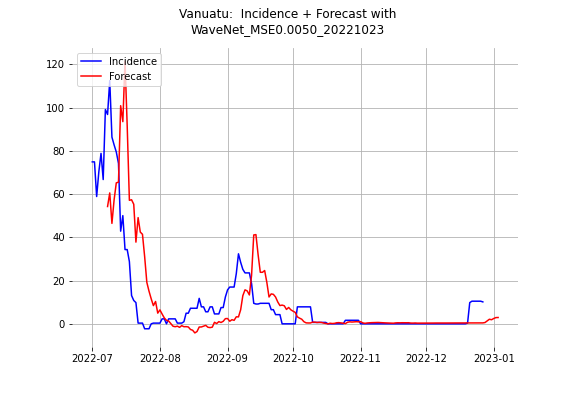 Vanuatu:  Incidence + Forecast with
WaveNet_MSE0.0050_20221023
Incidence
Forecast
120
100
80
60
40
20
0
2022-07 2022-08 2022-09 2022-10 2022-11 2022-12 2023-01